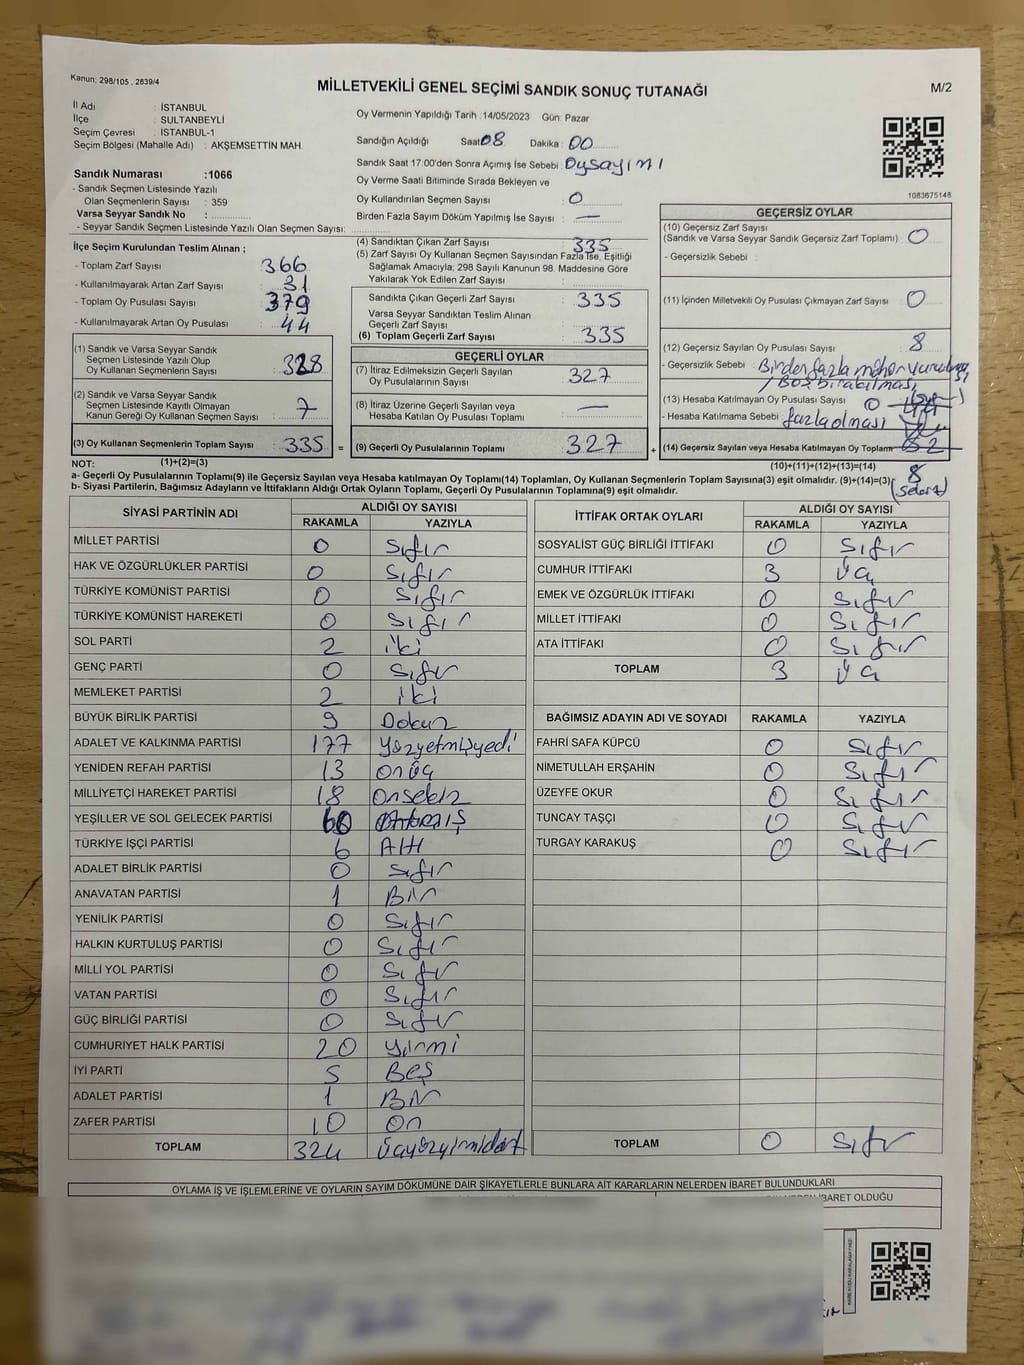 Kanun: 298/105 , 2839/4
MİLLETVEKİLİ GENEL SEÇİMİ SANDIK SONUÇ TUTANAĞI
M/2
İl Adı : İSTANBUL
İlçe : SULTANBEYLİ
Seçim Çevresi : İSTANBUL-1
Seçim Bölgesi (Mahalle Adı) : AKŞEMSETTİN MAH.
Sandık Numarası :1066
- Sandık Seçmen Listesinde Yazılı
Olan Seçmenlerin Sayısı : 359
Varsa Seyyar Sandık No :
- Seyyar Sandık Seçmen Listesinde Yazılı Olan Seçmen Sayısı:
Oy Vermenin Yapıldığı Tarih : 14/05/2023 Gün: Pazar
Sandığın Açıldığı Saat: 08 Dakika : 00
Sandık Saat 17:00'den Sonra Açımış İse Sebebi : Oysayımı
Oy Verme Saati Bitiminde Sırada Bekleyen ve
Oy Kullandırılan Seçmen Sayısı : 0
Birden Fazla Sayım Döküm Yapılmış İse Sayısı : —
1083675148
İlçe Seçim Kurulundan Teslim Alınan ;
- Toplam Zarf Sayısı : 366
- Kullanılmayarak Artan Zarf Sayısı : 31
- Toplam Oy Pusulası Sayısı : 379
- Kullanılmayarak Artan Oy Pusulası : 44
(1) Sandık ve Varsa Seyyar Sandık
Seçmen Listesinde Yazılı Olup
Oy Kullanan Seçmenlerin Sayısı : 328
(2) Sandık ve Varsa Seyyar Sandık
Seçmen Listesinde Kayıtlı Olmayan
Kanun Gereği Oy Kullanan Seçmen Sayısı : 7
(3) Oy Kullanan Seçmenlerin Toplam Sayısı : 335 =
(1)+(2)=(3)
(4) Sandıktan Çıkan Zarf Sayısı : 335
(5) Zarf Sayısı Oy Kullanan Seçmen Sayısından Fazla İse, Eşitliği
Sağlamak Amacıyla, 298 Sayılı Kanunun 98. Maddesine Göre
Yakılarak Yok Edilen Zarf Sayısı :
Sandıkta Çıkan Geçerli Zarf Sayısı : 335
Varsa Seyyar Sandıktan Teslim Alınan
Geçerli Zarf Sayısı :
(6) Toplam Geçerli Zarf Sayısı : 335
GEÇERLİ OYLAR
(7) İtiraz Edilmeksizin Geçerli Sayılan
Oy Pusulalarının Sayısı : 327
(8) İtiraz Üzerine Geçerli Sayılan veya
Hesaba Katılan Oy Pusulaları Toplamı : —
(9) Geçerli Oy Pusulalarının Toplamı : 327 +
GEÇERSİZ OYLAR
(10) Geçersiz Zarf Sayısı
(Sandık ve Varsa Seyyar Sandık Geçersiz Zarf Toplamı) : 0
- Geçersizlik Sebebi :
(11) İçinden Milletvekili Oy Pusulası Çıkmayan Zarf Sayısı : 0
(12) Geçersiz Sayılan Oy Pusulası Sayısı : 8
- Geçersizlik Sebebi : Birden fazla mühür vurulması
/ Boş bırakılması
(13) Hesaba Katılmayan Oy Pusulası Sayısı : 0
- Hesaba Katılmama Sebebi : fazla olması
(14) Geçersiz Sayılan veya Hesaba Katılmayan Oy Toplamı
(10)+(11)+(12)+(13)=(14)
8
(Sekiz)
NOT:
a- Geçerli Oy Pusulalarının Toplamı(9) ile Geçersiz Sayılan veya Hesaba katılmayan Oy Toplamı(14) Toplamları, Oy Kullanan Seçmenlerin Toplam Sayısına(3) eşit olmalıdır. (9)+(14)=(3)
b- Siyasi Partilerin, Bağımsız Adayların ve İttifakların Aldığı Ortak Oyların Toplamı, Geçerli Oy Pusulalarının Toplamına(9) eşit olmalıdır.
SİYASİ PARTİNİN ADI ALDIĞI OY SAYISI
RAKAMLA YAZIYLA
MİLLET PARTİSİ 0 Sıfır
HAK VE ÖZGÜRLÜKLER PARTİSİ 0 Sıfır
TÜRKİYE KOMÜNİST PARTİSİ 0 Sıfır
TÜRKİYE KOMÜNİST HAREKETİ 0 Sıfır
SOL PARTİ 2 iki
GENÇ PARTİ 0 Sıfır
MEMLEKET PARTİSİ 2 iki
BÜYÜK BİRLİK PARTİSİ 9 Dokuz
ADALET VE KALKINMA PARTİSİ 177 Yüzyetmişyedi
YENİDEN REFAH PARTİSİ 13 onüç
MİLLİYETÇİ HAREKET PARTİSİ 18 onsekiz
YEŞİLLER VE SOL GELECEK PARTİSİ 60 Altmış
TÜRKİYE İŞÇİ PARTİSİ 6 Altı
ADALET BİRLİK PARTİSİ 0 Sıfır
ANAVATAN PARTİSİ 1 Bir
YENİLİK PARTİSİ 0 Sıfır
HALKIN KURTULUŞ PARTİSİ 0 Sıfır
MİLLİ YOL PARTİSİ 0 Sıfır
VATAN PARTİSİ 0 Sıfır
GÜÇ BİRLİĞİ PARTİSİ 0 Sıfır
CUMHURİYET HALK PARTİSİ 20 Yirmi
İYİ PARTİ 5 Beş
ADALET PARTİSİ 1 Bir
ZAFER PARTİSİ 10 On
TOPLAM 324 üçyüzyirmidört
İTTİFAK ORTAK OYLARI ALDIĞI OY SAYISI
RAKAMLA YAZIYLA
SOSYALİST GÜÇ BİRLİĞİ İTTİFAKI 0 Sıfır
CUMHUR İTTİFAKI 3 üç
EMEK VE ÖZGÜRLÜK İTTİFAKI 0 Sıfır
MİLLET İTTİFAKI 0 Sıfır
ATA İTTİFAKI 0 Sıfır
TOPLAM 3 üç
BAĞIMSIZ ADAYIN ADI VE SOYADI RAKAMLA YAZIYLA
FAHRİ SAFA KÜPCÜ 0 Sıfır
NİMETULLAH ERŞAHİN 0 Sıfır
ÜZEYFE OKUR 0 Sıfır
TUNCAY TAŞÇI 0 Sıfır
TURGAY KARAKUŞ 0 Sıfır
TOPLAM 0 Sıfır
OYLAMA İŞ VE İŞLEMLERİNE VE OYLARIN SAYIM DÖKÜMÜNE DAİR ŞİKAYETLERLE BUNLARA AİT KARARLARIN NELERDEN İBARET BULUNDUKLARI
İBARET OLDUĞU